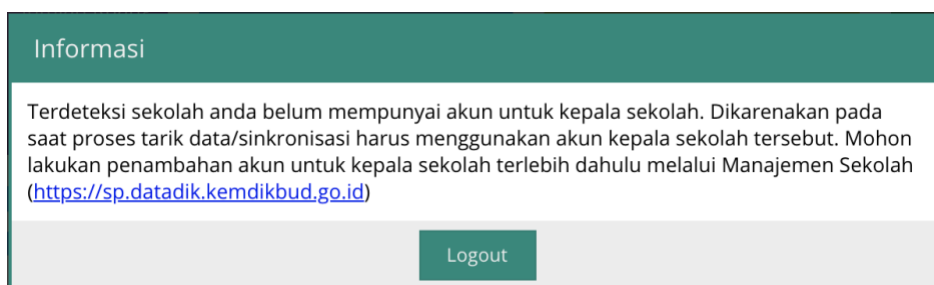 Informasi
Terdeteksi sekolah anda belum mempunyai akun untuk kepala sekolah. Dikarenakan pada
saat proses tarik data/sinkronisasi harus menggunakan akun kepala sekolah tersebut. Mohon
lakukan penambahan akun untuk kepala sekolah terlebih dahulu melalui Manajemen Sekolah
(https://sp.datadik.kemdikbud.go.id)
Logout